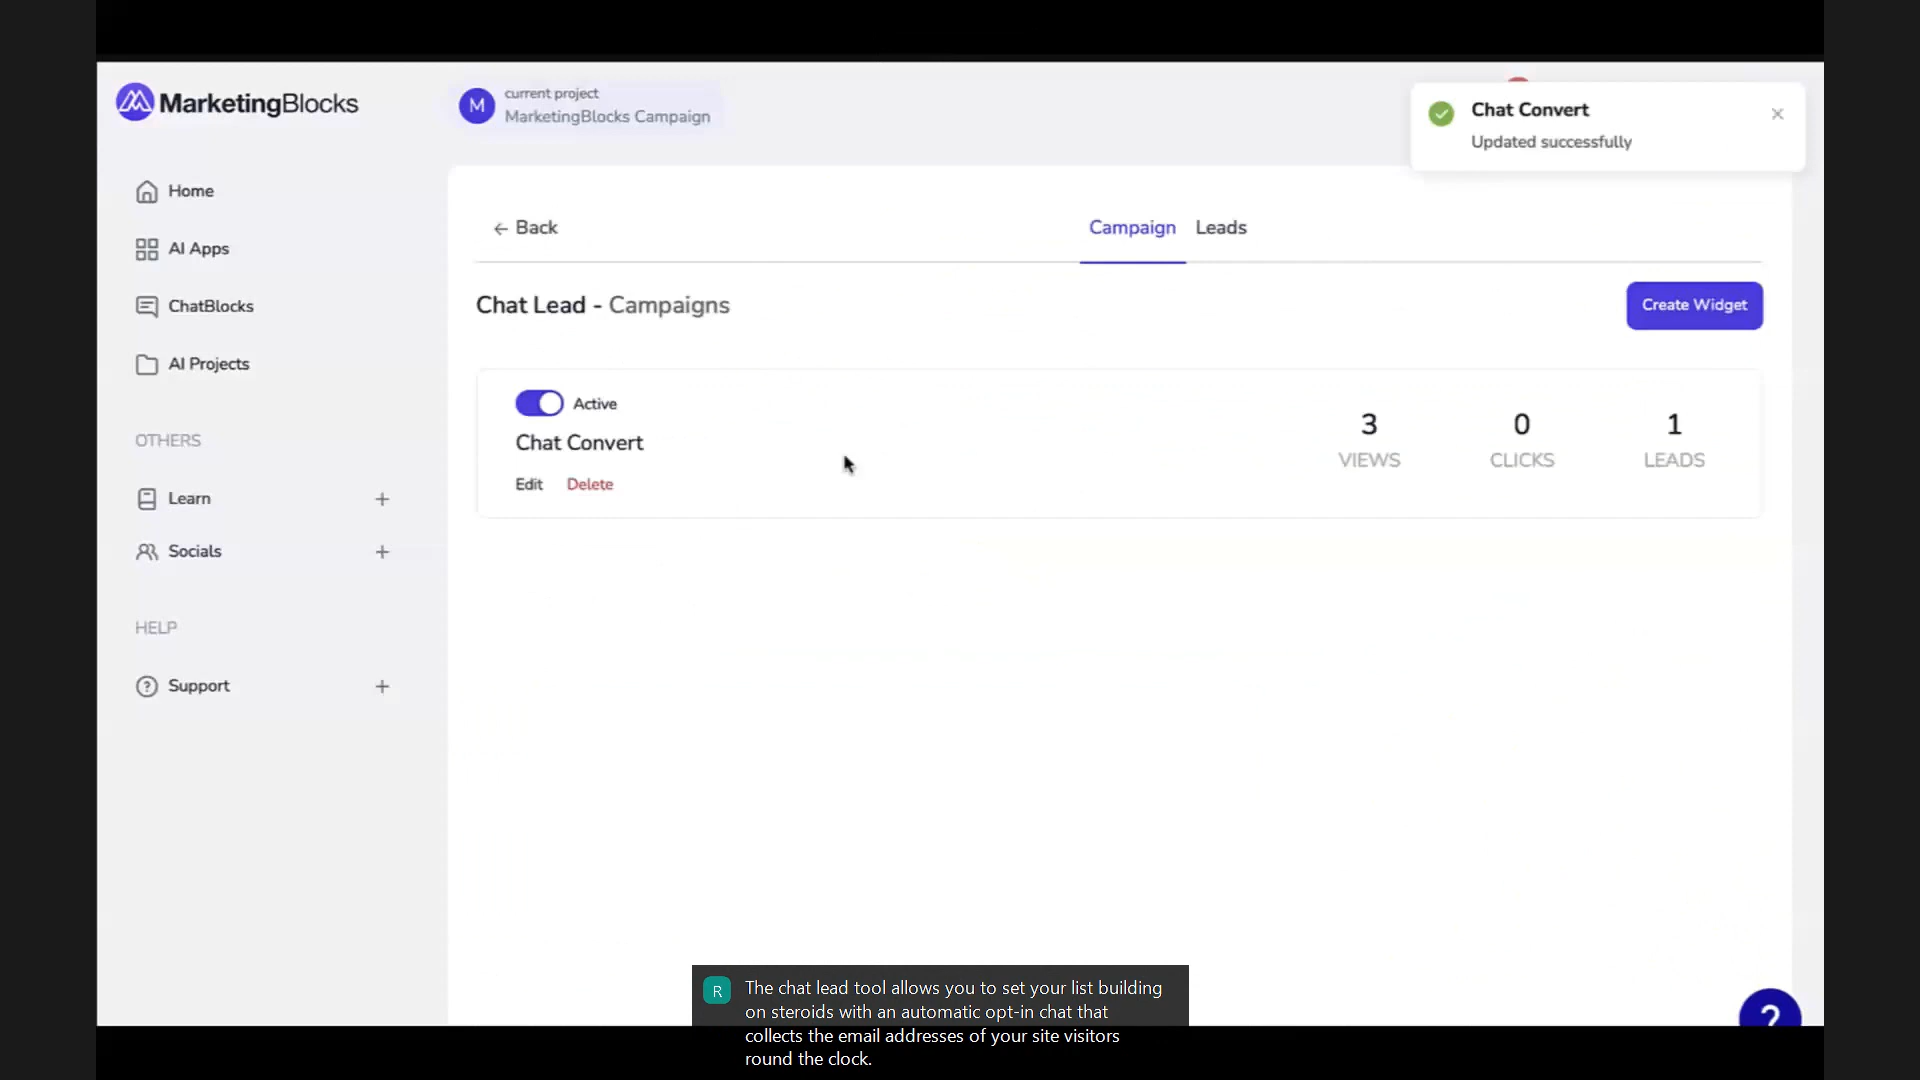 MarketingBlocks
M
current project
MarketingBlocks Campaign
Chat Convert
Updated successfully
Home
AI Apps
ChatBlocks
AI Projects
OTHERS
Learn
Socials
HELP
Support
Back
Campaign
Leads
Chat Lead - Campaigns
Create Widget
Active
Chat Convert
Edit
Delete
3
VIEWS
0
CLICKS
1
LEADS
?
R
The chat lead tool allows you to set your list building
on steroids with an automatic opt-in chat that
collects the email addresses of your site visitors
round the clock.